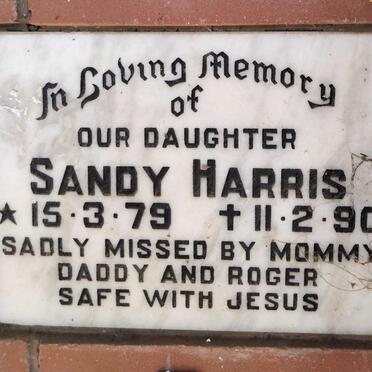 In Loving Memory
of
OUR DAUGHTER
SANDY HARRIS
★ 15·3·79 ✝ 11·2·90
SADLY MISSED BY MOMMY
DADDY AND ROGER
SAFE WITH JESUS